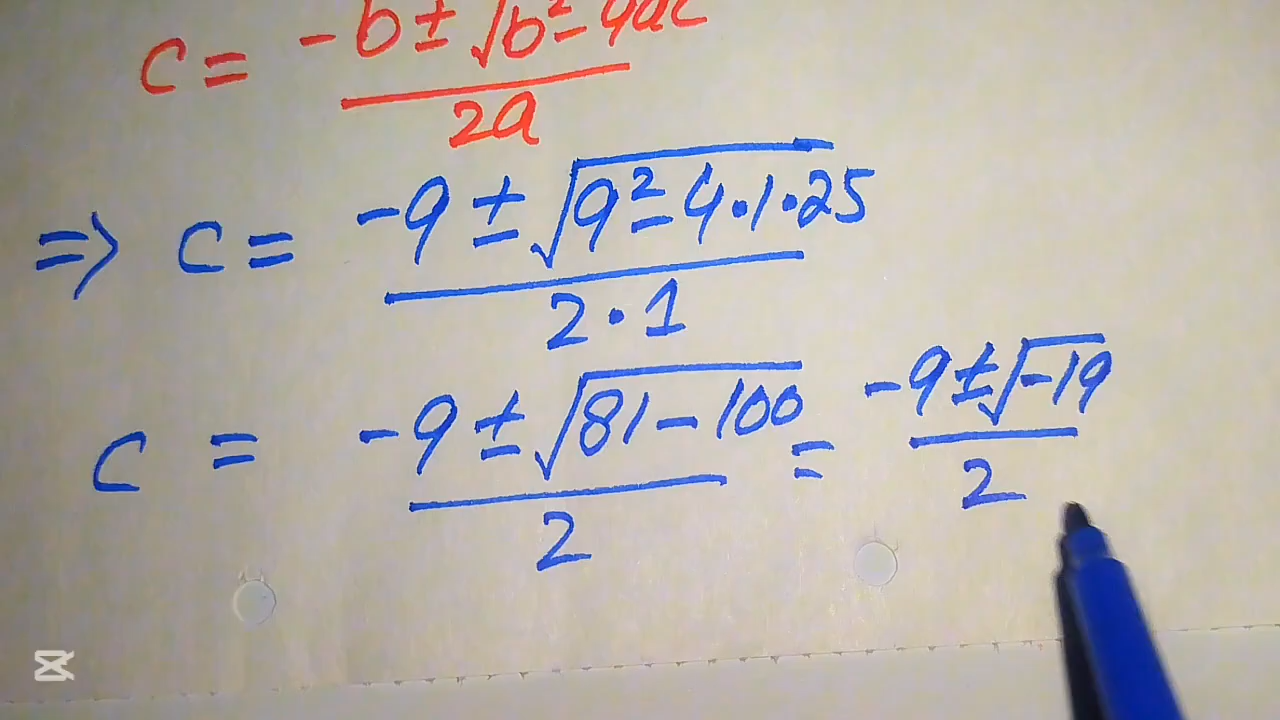 c = -b ± √b² - 4ac / 2a
⇒ c = -9 ± √9² - 4·1·25 / 2·1
c = -9 ± √81 - 100 / 2 = -9 ± √-19 / 2